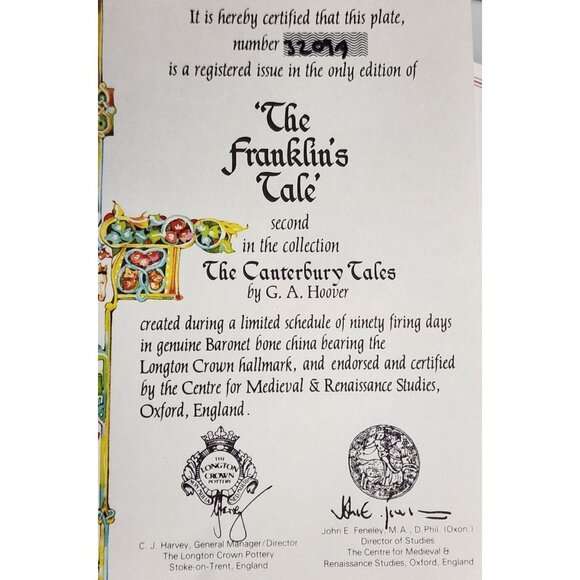 It is hereby certified that this plate,
number 32099
is a registered issue in the only edition of
'The
Franklin's
Tale'
second
in the collection
The Canterbury Tales
by G. A. Hoover
created during a limited schedule of ninety firing days
in genuine Baronet bone china bearing the
Longton Crown hallmark, and endorsed and certified
by the Centre for Medieval & Renaissance Studies,
Oxford, England.
THE
LONGTON
CROWN
POTTERY
C. J. Harvey, General Manager/Director
The Longton Crown Pottery
Stoke-on-Trent, England
John E. Feneley, M.A., D.Phil. (Oxon.)
Director of Studies
The Centre for Medieval &
Renaissance Studies, Oxford, England